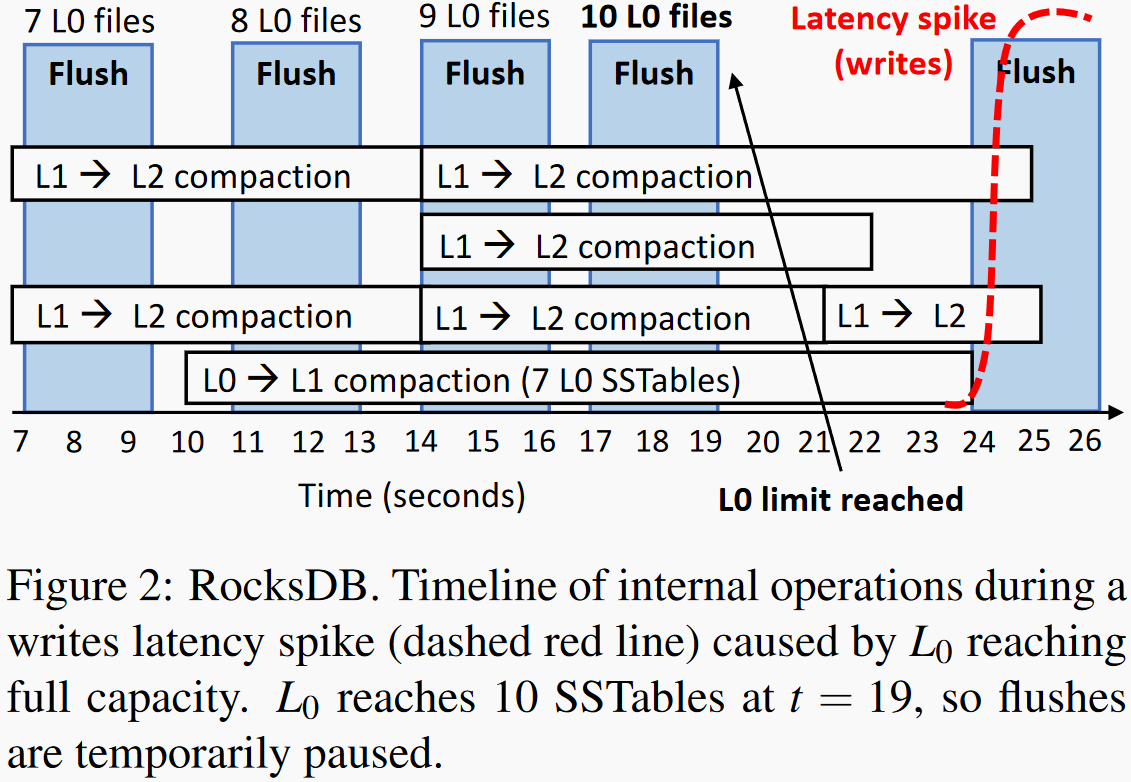 7 L0 files 8 L0 files 9 L0 files 10 L0 files Latency spike
(writes)
Flush Flush Flush Flush Flush
L1 → L2 compaction L1 → L2 compaction
L1 → L2 compaction
L1 → L2 compaction L1 → L2 compaction L1 → L2
L0 → L1 compaction (7 L0 SSTables)
7 8 9 10 11 12 13 14 15 16 17 18 19 20 21 22 23 24 25 26
Time (seconds) L0 limit reached
Figure 2: RocksDB. Timeline of internal operations during a
writes latency spike (dashed red line) caused by L0 reaching
full capacity. L0 reaches 10 SSTables at t = 19, so flushes
are temporarily paused.